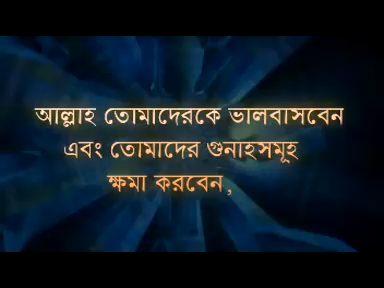 আল্লাহ তোমাদেরকে ভালবাসবেন
এবং তোমাদের গুনাহসমূহ
ক্ষমা করবেন,